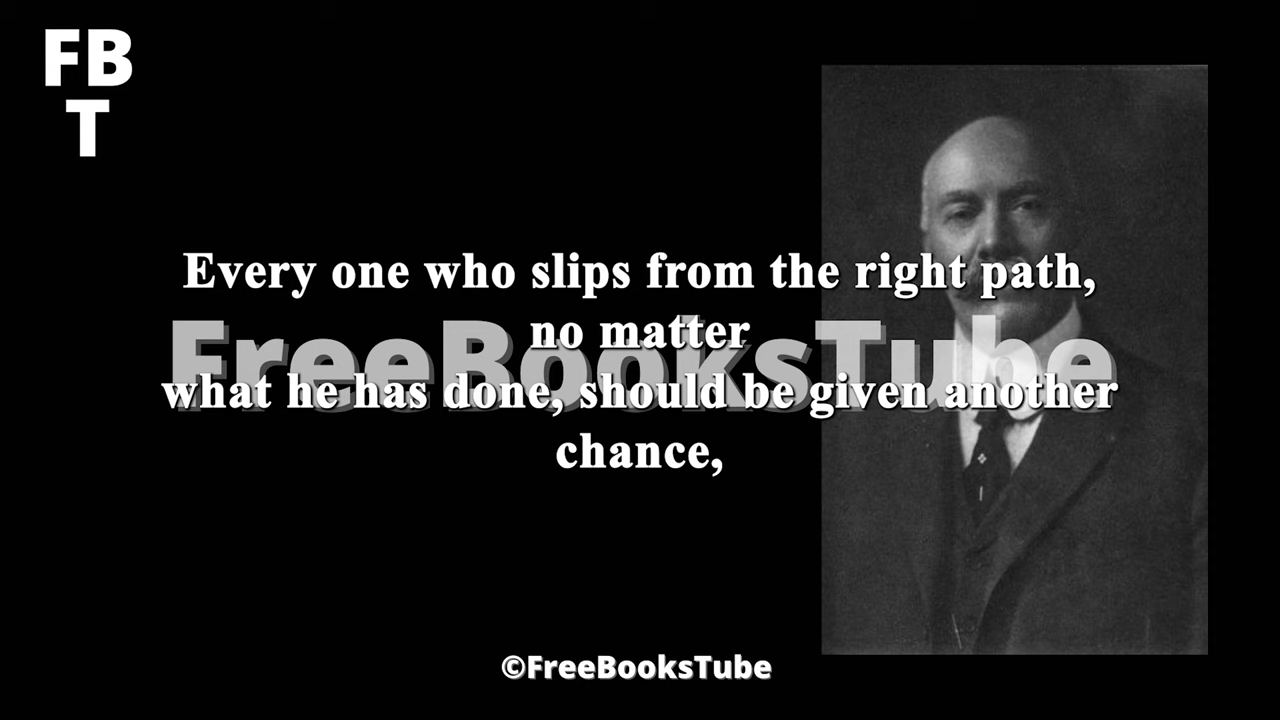 FB
T
Every one who slips from the right path,
no matter
FreeBooksTube
what he has done, should be given another
chance,
©FreeBooksTube